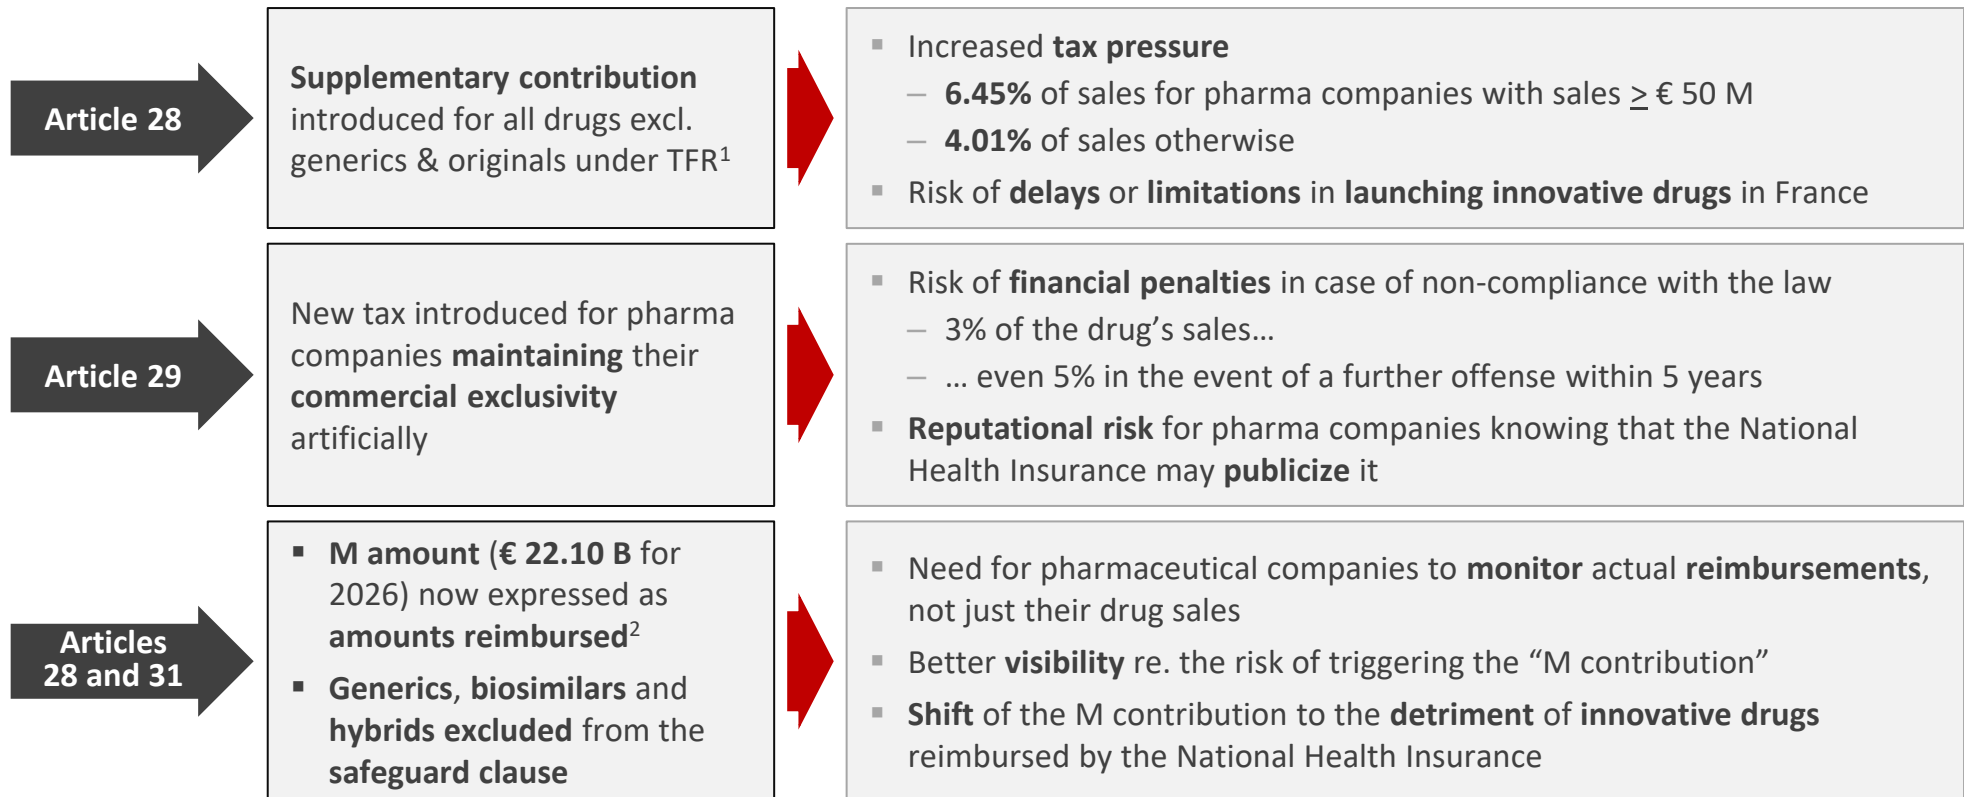 Article 28
Supplementary contribution
introduced for all drugs excl.
generics & originals under TFR1
▪ Increased tax pressure
– 6.45% of sales for pharma companies with sales ≥ € 50 M
– 4.01% of sales otherwise
▪ Risk of delays or limitations in launching innovative drugs in France
Article 29
New tax introduced for pharma
companies maintaining their
commercial exclusivity
artificially
▪ Risk of financial penalties in case of non-compliance with the law
– 3% of the drug’s sales…
– … even 5% in the event of a further offense within 5 years
▪ Reputational risk for pharma companies knowing that the National
Health Insurance may publicize it
Articles
28 and 31
▪ M amount (€ 22.10 B for
2026) now expressed as
amounts reimbursed2
▪ Generics, biosimilars and
hybrids excluded from the
safeguard clause
▪ Need for pharmaceutical companies to monitor actual reimbursements,
not just their drug sales
▪ Better visibility re. the risk of triggering the “M contribution”
▪ Shift of the M contribution to the detriment of innovative drugs
reimbursed by the National Health Insurance